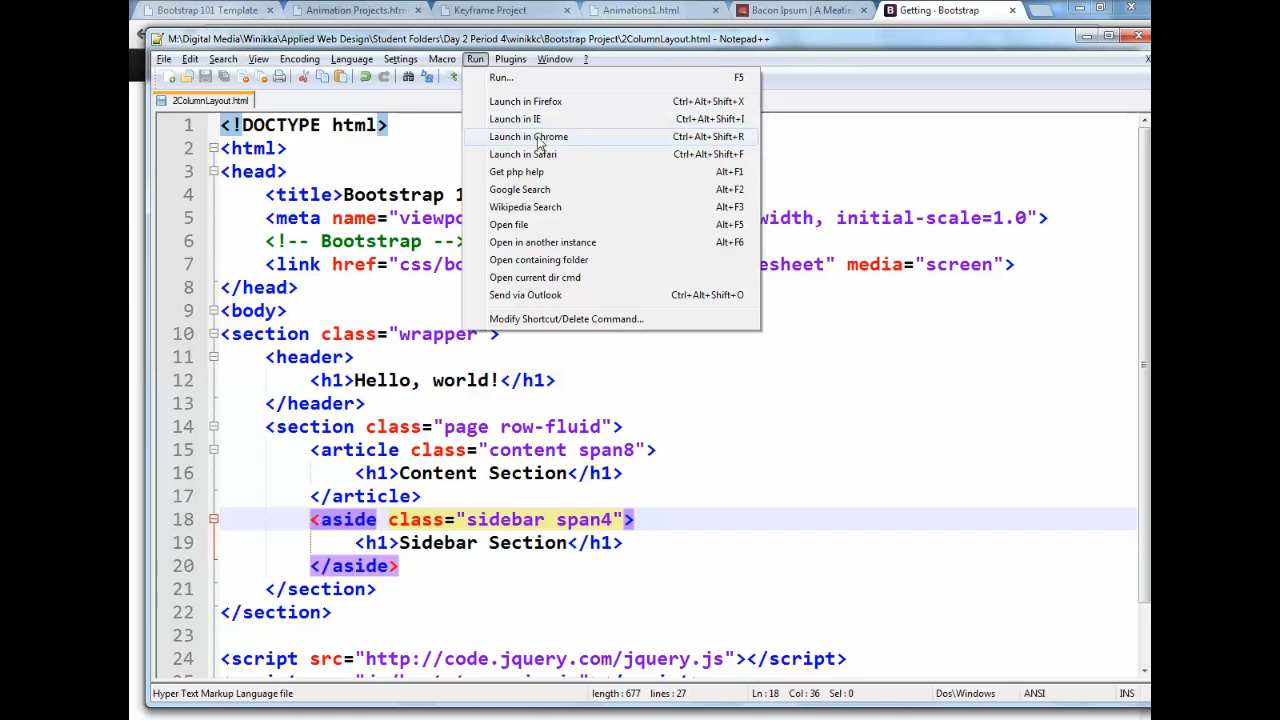 Bootstrap 101 Template
Animation Projects.htm
Keyframe Project
Animations1.html
Bacon Ipsum | A Meatie
Getting · Bootstrap
M:\Digital Media\Winikka\Applied Web Design\Student Folders\Day 2 Period 4\winikkc\Bootstrap Project\2ColumnLayout.html - Notepad++
File Edit Search View Encoding Language Settings Macro Run Plugins Window ?
X
2ColumnLayout.html
Run... F5
Launch in Firefox Ctrl+Alt+Shift+X
Launch in IE Ctrl+Alt+Shift+I
Launch in Chrome Ctrl+Alt+Shift+R
Launch in Safari Ctrl+Alt+Shift+F
Get php help Alt+F1
Google Search Alt+F2
Wikipedia Search Alt+F3
Open file Alt+F5
Open in another instance Alt+F6
Open containing folder
Open current dir cmd
Send via Outlook Ctrl+Alt+Shift+O
Modify Shortcut/Delete Command...
1 <!DOCTYPE html>
2 <html>
3 <head>
4 <title>Bootstrap 1
5 <meta name="viewp width, initial-scale=1.0">
6 <!-- Bootstrap -->
7 <link href="css/bo esheet" media="screen">
8 </head>
9 <body>
10 <section class="wrapper">
11 <header>
12 <h1>Hello, world!</h1>
13 </header>
14 <section class="page row-fluid">
15 <article class="content span8">
16 <h1>Content Section</h1>
17 </article>
18 <aside class="sidebar span4">
19 <h1>Sidebar Section</h1>
20 </aside>
21 </section>
22 </section>
23
24 <script src="http://code.jquery.com/jquery.js"></script>
Hyper Text Markup Language file length : 677 lines : 27 Ln : 18 Col : 36 Sel : 0 Dos\Windows ANSI INS